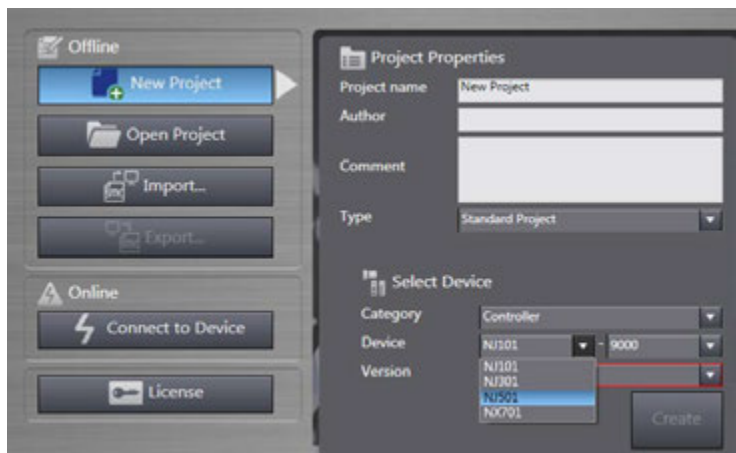 Offline
New Project
Open Project
Import...
Export...
Online
Connect to Device
License
Project Properties
Project name New Project
Author
Comment
Type Standard Project
Select Device
Category Controller
Device NJ101 - 9000
Version
NJ101
NJ301
NJ501
NX701
Create